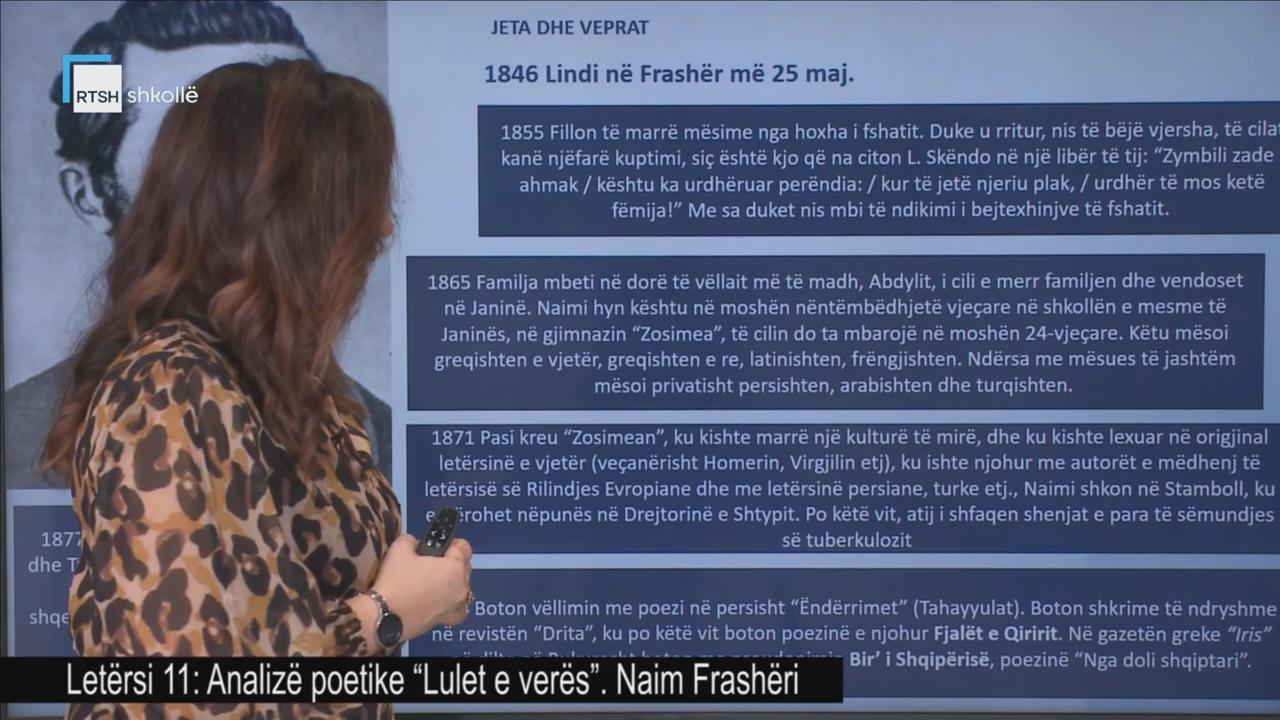 RTSH shkollë
JETA DHE VEPRAT
1846 Lindi në Frashër më 25 maj.
1855 Fillon të marrë mësime nga hoxha i fshatit. Duke u rritur, nis të bëjë vjersha, të cilat
kanë njëfarë kuptimi, siç është kjo që na citon L. Skëndo në një libër të tij: “Zymbili zade
ahmak / kështu ka urdhëruar perëndia: / kur të jetë njeriu plak, / urdhër të mos ketë
fëmija!” Me sa duket nis mbi të ndikimi i bejtexhinjve të fshatit.
1865 Familja mbeti në dorë të vëllait më të madh, Abdylit, i cili e merr familjen dhe vendoset
në Janinë. Naimi hyn kështu në moshën nëntëmbëdhjetë vjeçare në shkollën e mesme të
Janinës, në gjimnazin “Zosimea”, të cilin do ta mbarojë në moshën 24-vjeçare. Këtu mësoi
greqishten e vjetër, greqishten e re, latinishten, frëngjishten. Ndërsa me mësues të jashtëm
mësoi privatisht persishten, arabishten dhe turqishten.
1871 Pasi kreu “Zosimean”, ku kishte marrë një kulturë të mirë, dhe ku kishte lexuar në origjinal
letërsinë e vjetër (veçanërisht Homerin, Virgjilin etj), ku ishte njohur me autorët e mëdhenj të
letërsisë së Rilindjes Evropiane dhe me letërsinë persiane, turke etj., Naimi shkon në Stamboll, ku
nëpunës në Drejtorinë e Shtypit. Po këtë vit, atij i shfaqen shenjat e para të sëmundjes
së tuberkulozit
1877
dhe
shqe
Boton vëllimin me poezi në persisht “Ëndërrimet” (Tahayyulat). Boton shkrime të ndryshme
në revistën “Drita”, ku po këtë vit boton poezinë e njohur Fjalët e Qiririt. Në gazetën greke “Iris”
Bir’ i Shqipërisë, poezinë “Nga doli shqiptari”.
Letërsi 11: Analizë poetike “Lulet e verës”. Naim Frashëri